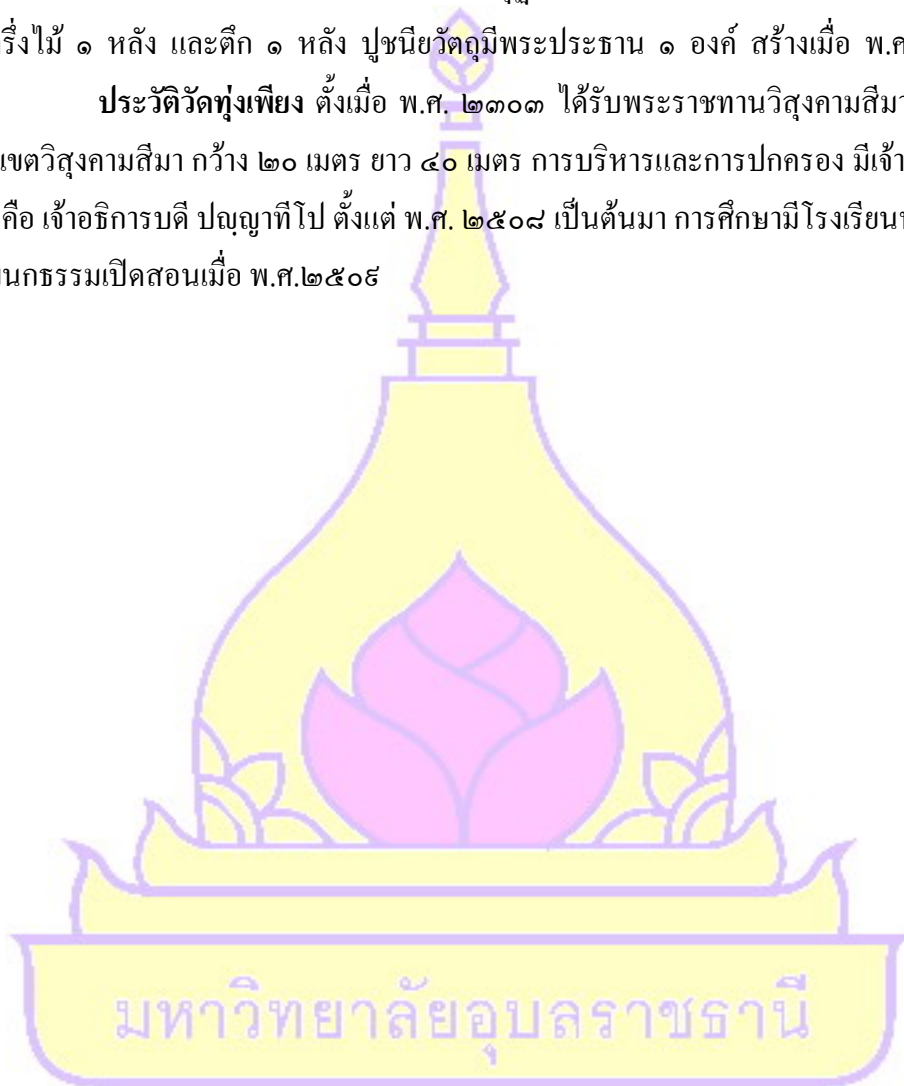 รึ่งไม้ ๑ หลัง และตึก ๑ หลัง ปูชนียวัตถุมีพระประธาน ๑ องค์ สร้างเมื่อ พ.ศ
ประวัติวัดทุ่งเพียง ตั้งเมื่อ พ.ศ. ๒๓๐๓ ได้รับพระราชทานวิสุงคามสีมา
เขตวิสุงคามสีมา กว้าง ๒๐ เมตร ยาว ๔๐ เมตร การบริหารและการปกครอง มีเจ้า
คือ เจ้าอธิการบดี ปญฺญาทีโป ตั้งแต่ พ.ศ. ๒๕๐๘ เป็นต้นมา การศึกษามีโรงเรียน
นกธรรมเปิดสอนเมื่อ พ.ศ.๒๕๐๙
มหาวิทยาลัยอุบลราชธานี